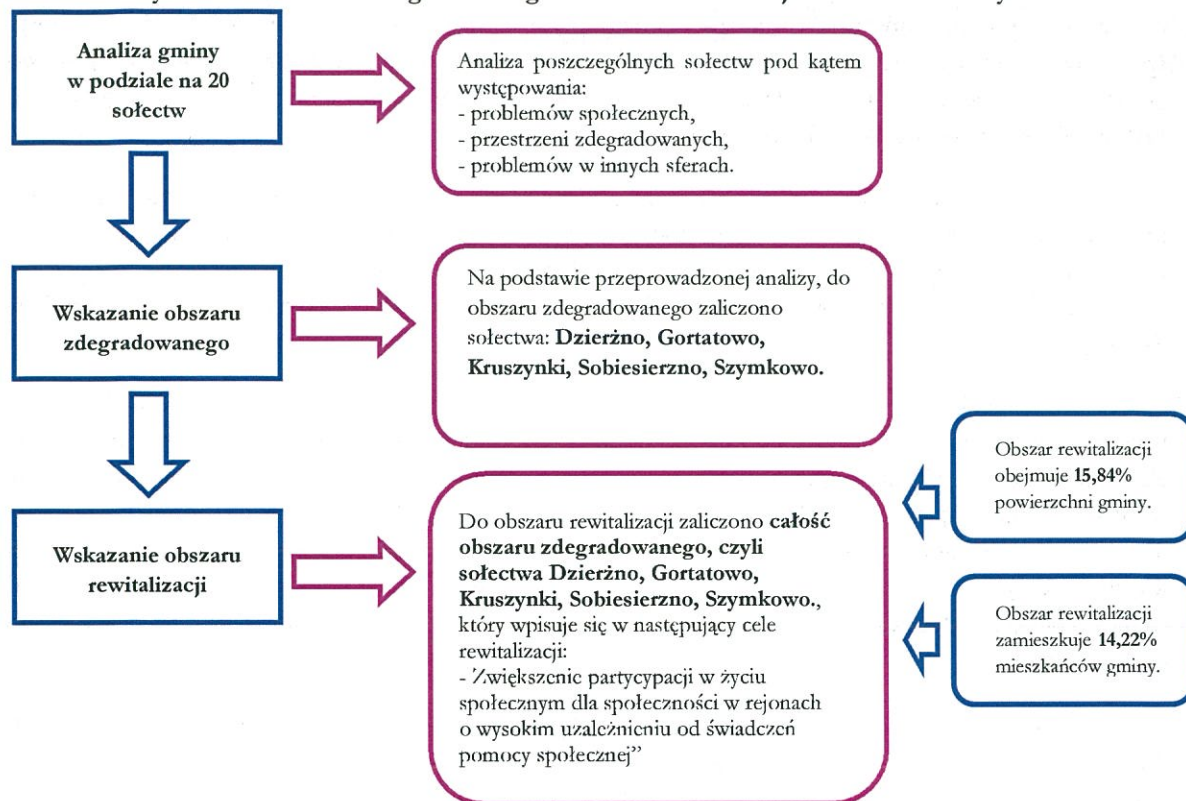 Analiza gminy
w podziale na 20
sołectw
Analiza poszczególnych sołectw pod kątem
występowania:
- problemów społecznych,
- przestrzeni zdegradowanych,
- problemów w innych sferach.
Wskazanie obszaru
zdegradowanego
Na podstawie przeprowadzonej analizy, do
obszaru zdegradowanego zaliczono
sołectwa: Dzierżno, Gortatowo,
Kruszynki, Sobiesierzno, Szymkowo.
Wskazanie obszaru
rewitalizacji
Do obszaru rewitalizacji zaliczono całość
obszaru zdegradowanego, czyli
sołectwa Dzierżno, Gortatowo,
Kruszynki, Sobiesierzno, Szymkowo.,
który wpisuje się w następujący cele
rewitalizacji:
- Zwiększenie partycypacji w życiu
społecznym dla społeczności w rejonach
o wysokim uzależnieniu od świadczeń
pomocy społecznej”
Obszar rewitalizacji
obejmuje 15,84%
powierzchni gminy.
Obszar rewitalizacji
zamieszkuje 14,22%
mieszkańców gminy.